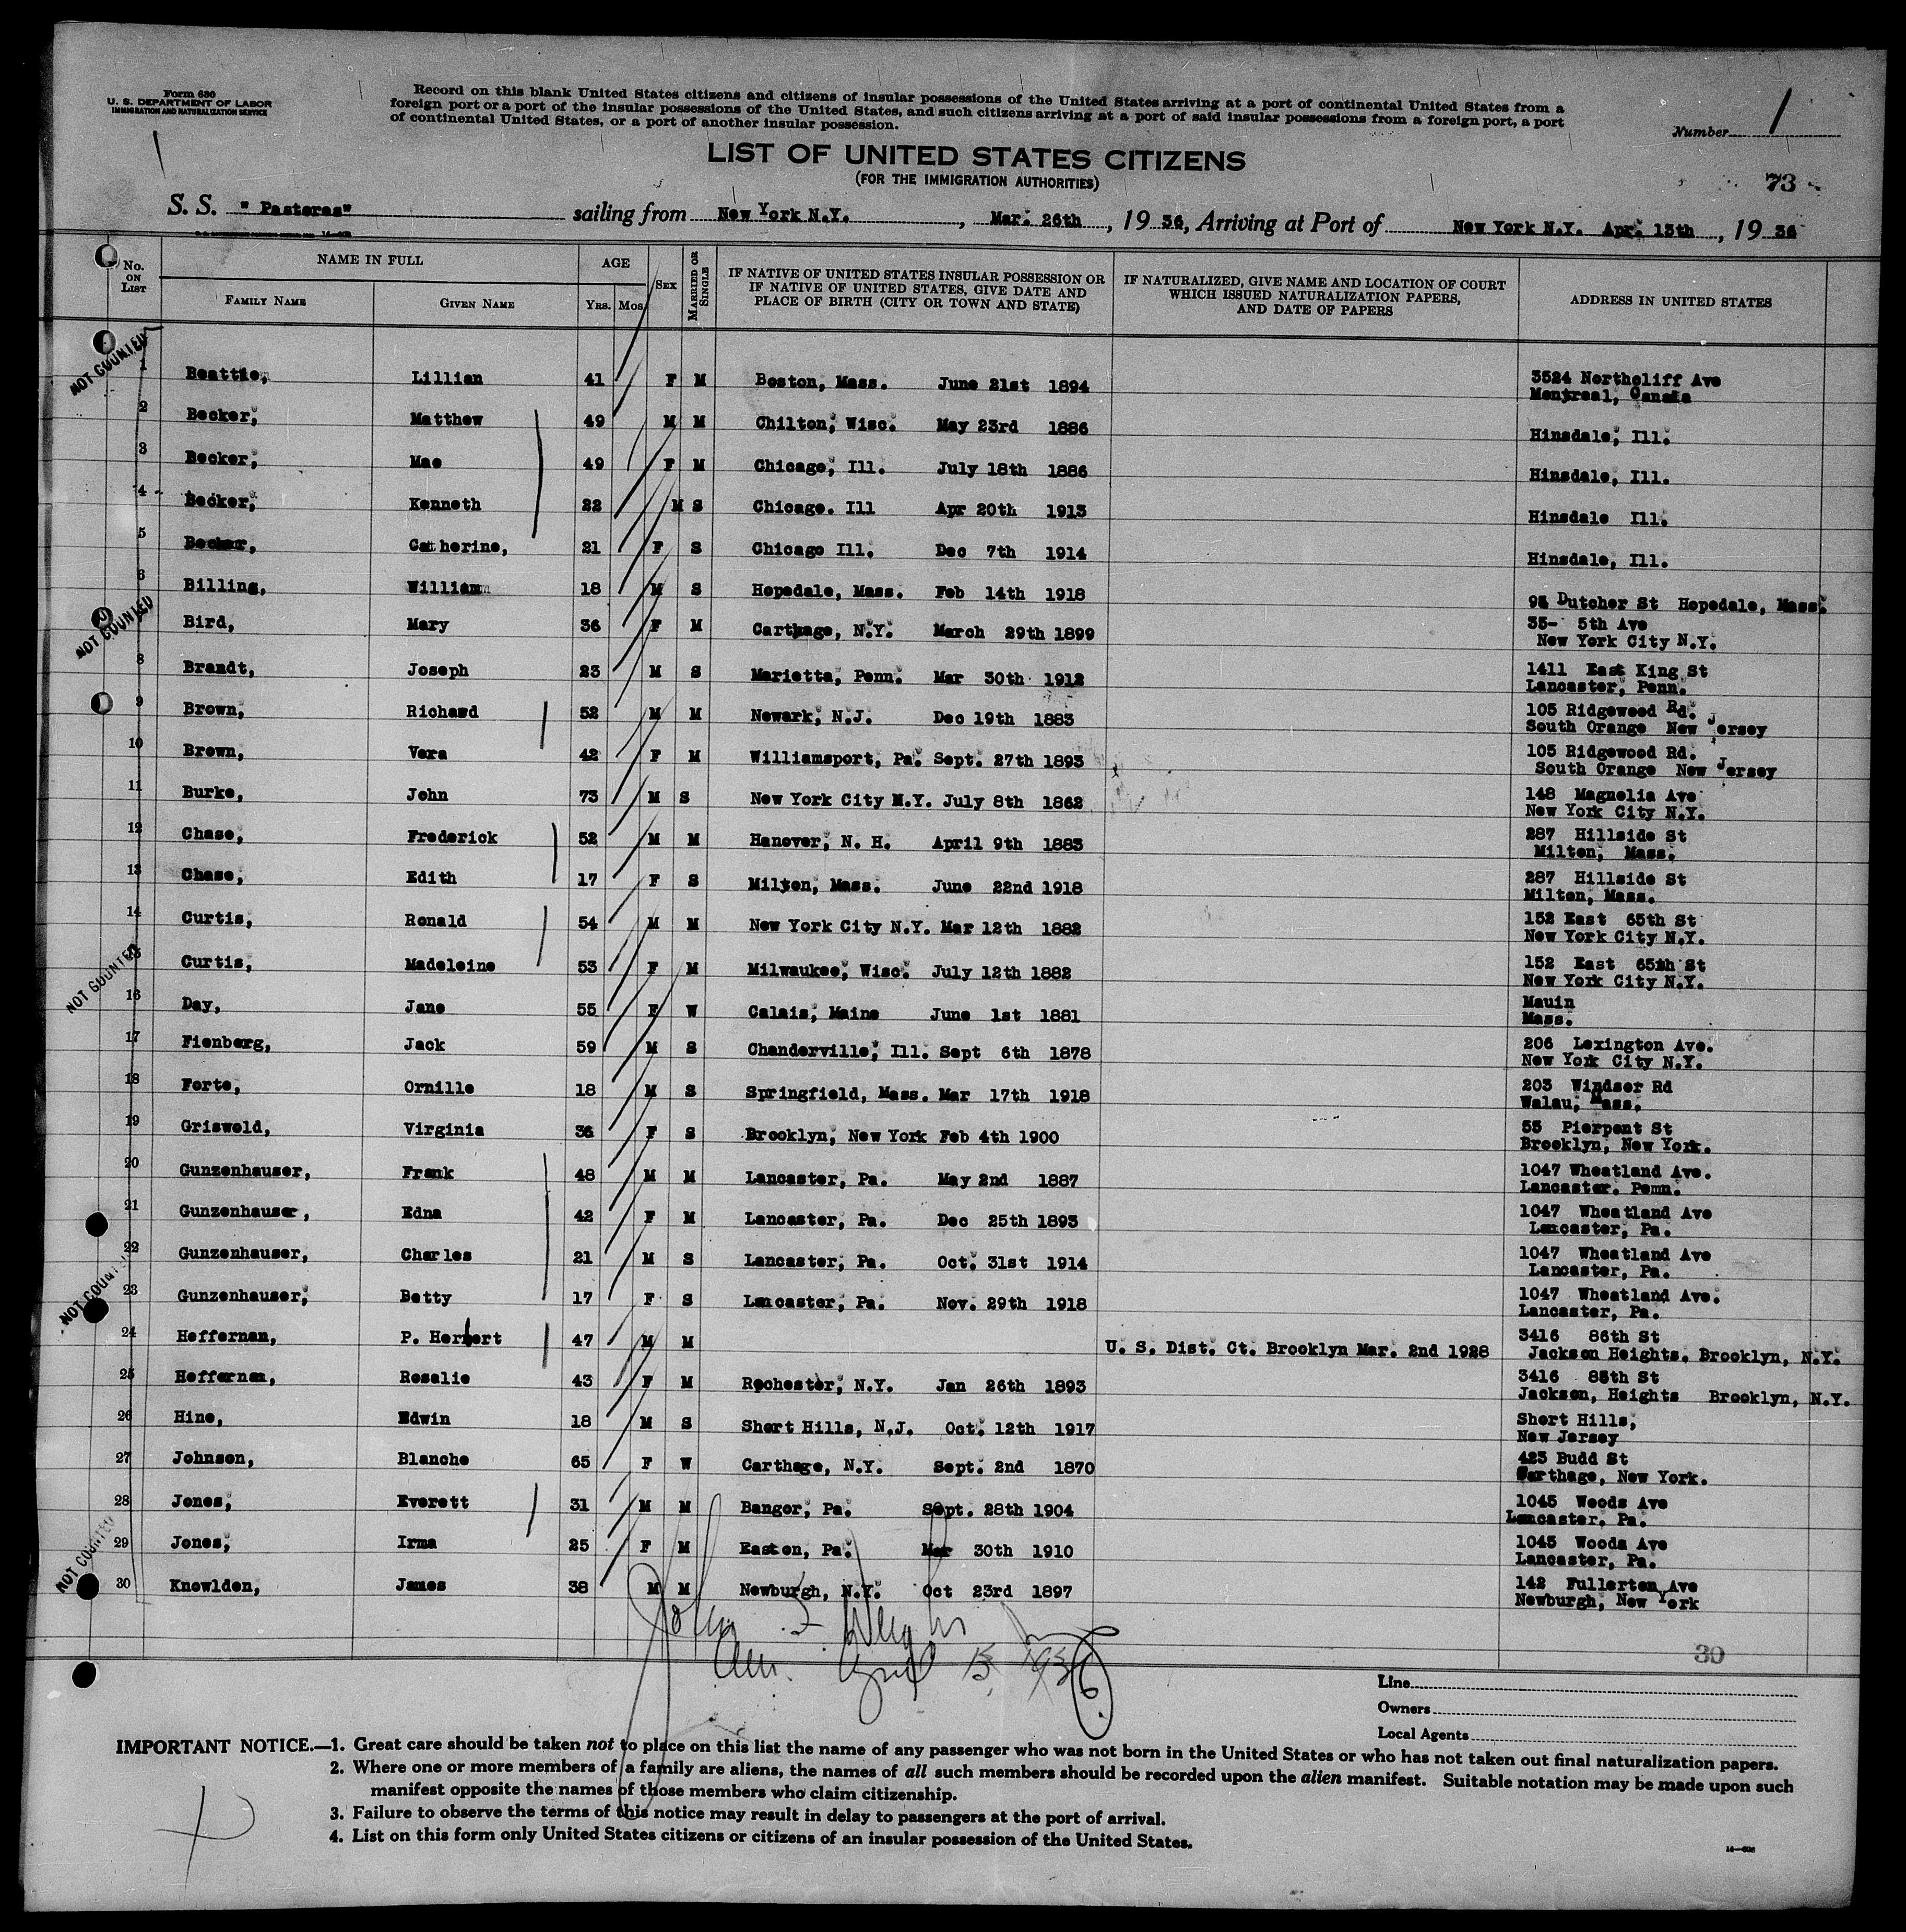 Form 630
U. S. DEPARTMENT OF LABOR
IMMIGRATION AND NATURALIZATION SERVICE
Record on this blank United States citizens and citizens of insular possessions of the United States arriving at a port of continental United States from a
foreign port or a port of the insular possessions of the United States, and such citizens arriving at a port of said insular possessions from a foreign port, a port
of continental United States, or a port of another insular possession.
Number 1
LIST OF UNITED STATES CITIZENS
(FOR THE IMMIGRATION AUTHORITIES)
73
S. S. "Pastoras" sailing from New York N.Y., Mar. 26th, 19 36, Arriving at Port of New York N.Y. Apr. 13th, 19 36
No. ON LIST NAME IN FULL AGE SEX MARRIED OR SINGLE IF NATIVE OF UNITED STATES INSULAR POSSESSION OR IF NATIVE OF UNITED STATES, GIVE DATE AND PLACE OF BIRTH (CITY OR TOWN AND STATE) IF NATURALIZED, GIVE NAME AND LOCATION OF COURT WHICH ISSUED NATURALIZATION PAPERS, AND DATE OF PAPERS ADDRESS IN UNITED STATES
FAMILY NAME GIVEN NAME YRS. MOS.
NOT COUNTED
1 Beattie, Lillian 41 F M Boston, Mass. June 21st 1894 3524 Northcliff Ave
Montreal, Canada
2 Becker, Matthew 49 M M Chilton, Wisc. May 23rd 1886 Hinsdale, Ill.
3 Becker, Mae 49 F M Chicago, Ill. July 18th 1886 Hinsdale, Ill.
4 Becker, Kenneth 22 M S Chicago. Ill Apr 20th 1913 Hinsdale Ill.
5 Becker, Catherine, 21 F S Chicago Ill. Dec 7th 1914 Hinsdale, Ill.
6 Billing, William 18 M S Hopedale, Mass. Feb 14th 1918 Dutcher St Hopedale, Mass.
NOT COUNTED
Bird, Mary 36 F M Carthage, N.Y. March 29th 1899 35- 5th Ave
New York City N.Y.
8 Brandt, Joseph 23 M S Marietta, Penn. Mar 30th 1912 1411 East King St
Lancaster, Penn.
9 Brown, Richard 52 M M Newark, N.J. Dec 19th 1883 105 Ridgewood Rd.
South Orange New Jersey
10 Brown, Vera 42 F M Williamsport, Pa. Sept. 27th 1893 105 Ridgewood Rd.
South Orange New Jersey
11 Burke, John 73 M S New York City N.Y. July 8th 1862 148 Magnolia Ave
New York City N.Y.
12 Chase, Frederick 52 M M Hanover, N. H. April 9th 1883 287 Hillside St
Milton, Mass.
13 Chase, Edith 17 F S Milton, Mass. June 22nd 1918 287 Hillside St
Milton, Mass.
14 Curtis, Ronald 54 M M New York City N.Y. Mar 12th 1882 152 East 65th St
New York City N.Y.
NOT COUNTED
15 Curtis, Madeleine 53 F M Milwaukee, Wisc. July 12th 1882 152 East 65th St
New York City N.Y.
16 Day, Jane 55 F W Calais, Maine June 1st 1881 Mauin
Mass.
17 Fienberg, Jack 59 M S Chanderville, Ill. Sept 6th 1878 206 Lexington Ave.
New York City N.Y.
18 Forte, Ornille 18 M S Springfield, Mass. Mar 17th 1918 203 Windsor Rd
Walau, Mass.
19 Griswold, Virginia 36 F S Brooklyn, New York Feb 4th 1900 55 Pierpont St
Brooklyn, New York.
20 Gunzenhauser, Frank 48 M M Lancaster, Pa. May 2nd 1887 1047 Wheatland Ave.
Lancaster. Penn.
21 Gunzenhauser, Edna 42 F M Lancaster, Pa. Dec 25th 1893 1047 Wheatland Ave
Lancaster, Pa.
22 Gunzenhauser, Charles 21 M S Lancaster, Pa. Oct. 31st 1914 1047 Wheatland Ave
Lancaster, Pa.
NOT COUNTED
23 Gunzenhauser, Betty 17 F S Lancaster, Pa. Nov. 29th 1918 1047 Wheatland Ave.
Lancaster, Pa.
24 Heffernan, P. Herbert 47 M M U. S. Dist. Ct. Brooklyn Mar. 2nd 1928 3416 86th St
Jackson Heights. Brooklyn, N.Y.
25 Heffernan, Rosalie 43 F M Rochester, N.Y. Jan 26th 1893 3416 85th St
Jackson, Heights Brooklyn, N.Y.
26 Hine, Edwin 18 M S Short Hills, N.J. Oct. 12th 1917 Short Hills,
New Jersey
27 Johnson, Blanche 65 F W Carthage, N.Y. Sept. 2nd 1870 423 Budd St
Carthage, New York.
28 Jones, Everett 31 M M Bangor, Pa. Sept. 28th 1904 1045 Woods Ave
Lancaster, Pa.
NOT COUNTED
29 Jones, Irma 25 F M Easton, Pa. Mar 30th 1910 1045 Woods Ave
Lancaster, Pa.
30 Knowlden, James 38 M M Newburgh, N.Y. Oct 23rd 1897 142 Fullerton Ave
Newburgh, New York
John
April 13, 1936
30
Line
Owners
Local Agents
IMPORTANT NOTICE.—1. Great care should be taken not to place on this list the name of any passenger who was not born in the United States or who has not taken out final naturalization papers.
2. Where one or more members of a family are aliens, the names of all such members should be recorded upon the alien manifest. Suitable notation may be made upon such
manifest opposite the names of those members who claim citizenship.
3. Failure to observe the terms of this notice may result in delay to passengers at the port of arrival.
4. List on this form only United States citizens or citizens of an insular possession of the United States.